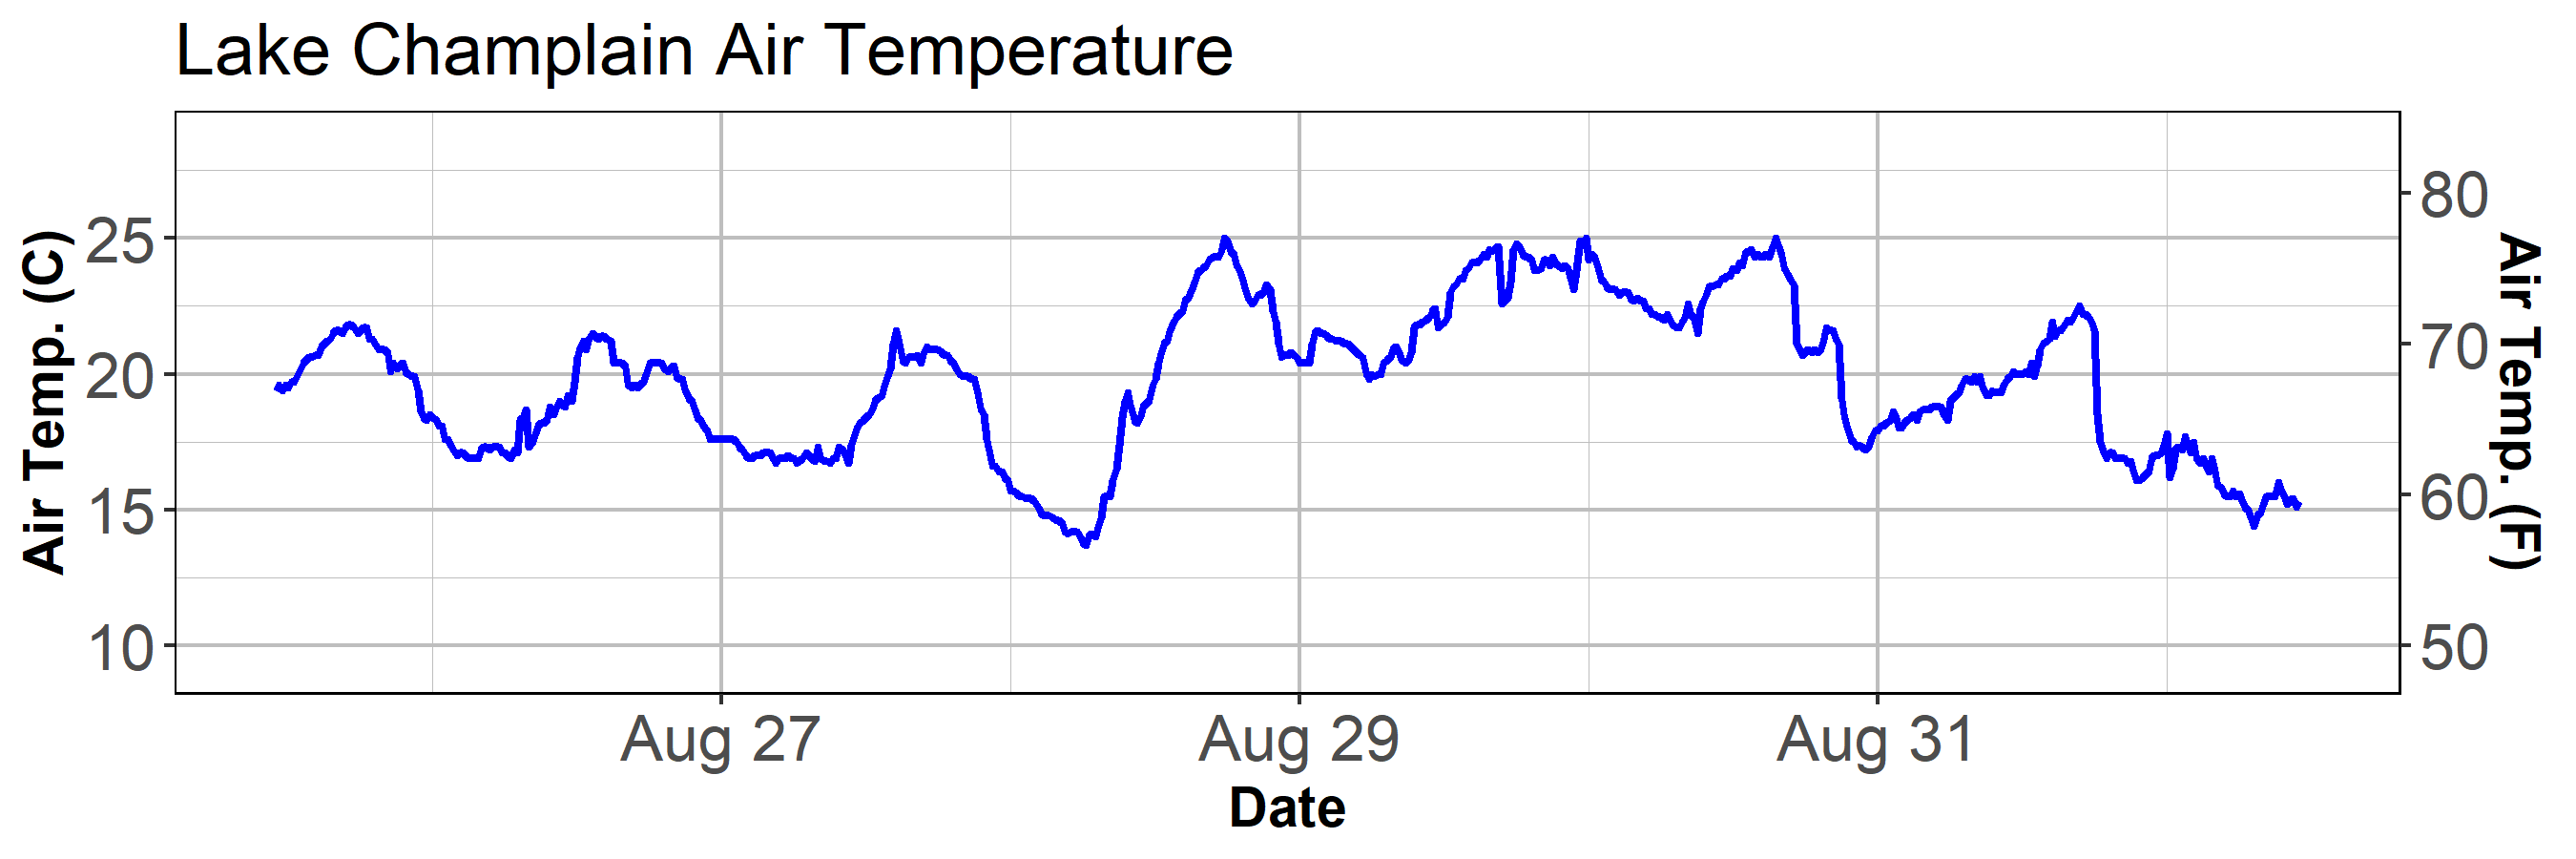 Lake Champlain Air Temperature
Air Temp. (C)
25
20
15
10
80
70
60
50
Air Temp. (F)
Aug 27
Aug 29
Aug 31
Date